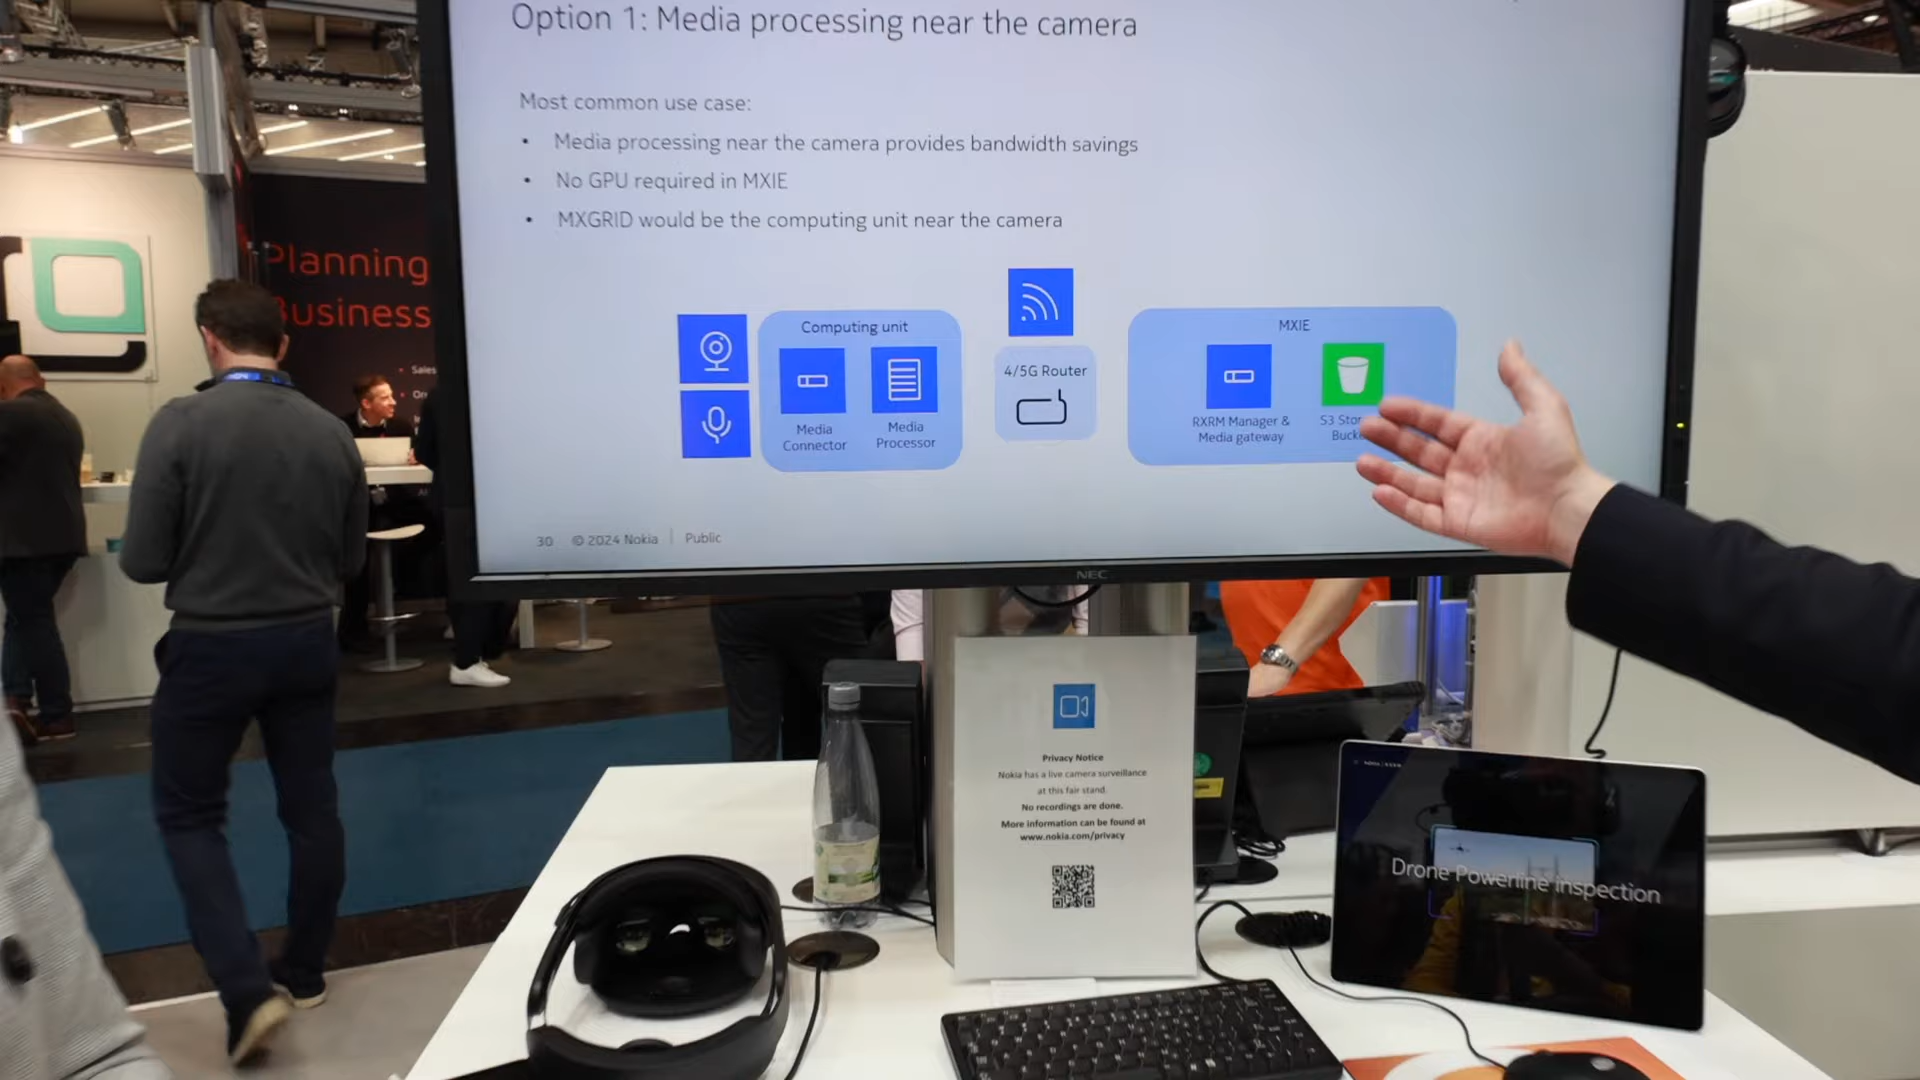 Option 1: Media processing near the camera
Most common use case:
• Media processing near the camera provides bandwidth savings
• No GPU required in MXIE
• MXGRID would be the computing unit near the camera
Computing unit
Media
Connector
Media
Processor
4/5G Router
MXIE
RXRM Manager &
Media gateway
S3
30 © 2024 Nokia | Public
NEC
Planning
Business
• Sales
Privacy Notice
Nokia has a live camera surveillance
at this fair stand.
No recordings are done.
More information can be found at
www.nokia.com/privacy
Drone Powerline inspection